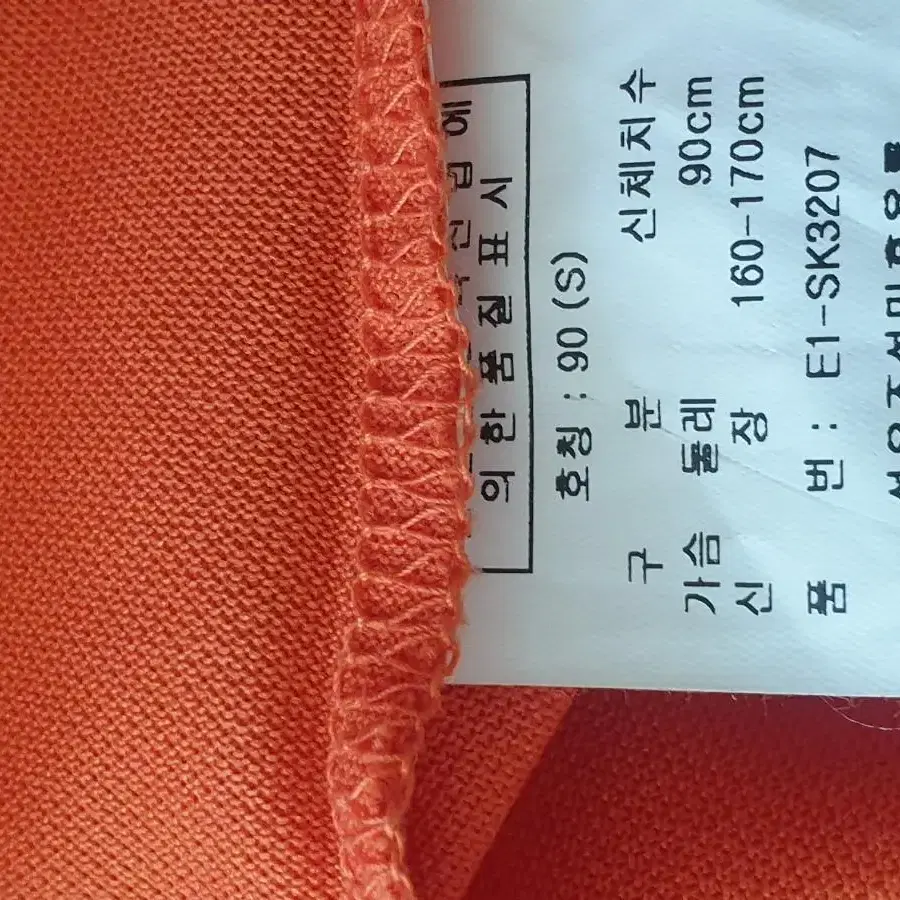 의한 품질표시
호칭 : 90 (S)
구 분 신체치수
가슴둘레 90cm
신 장 160-170cm
품 번 : E1-SK3207